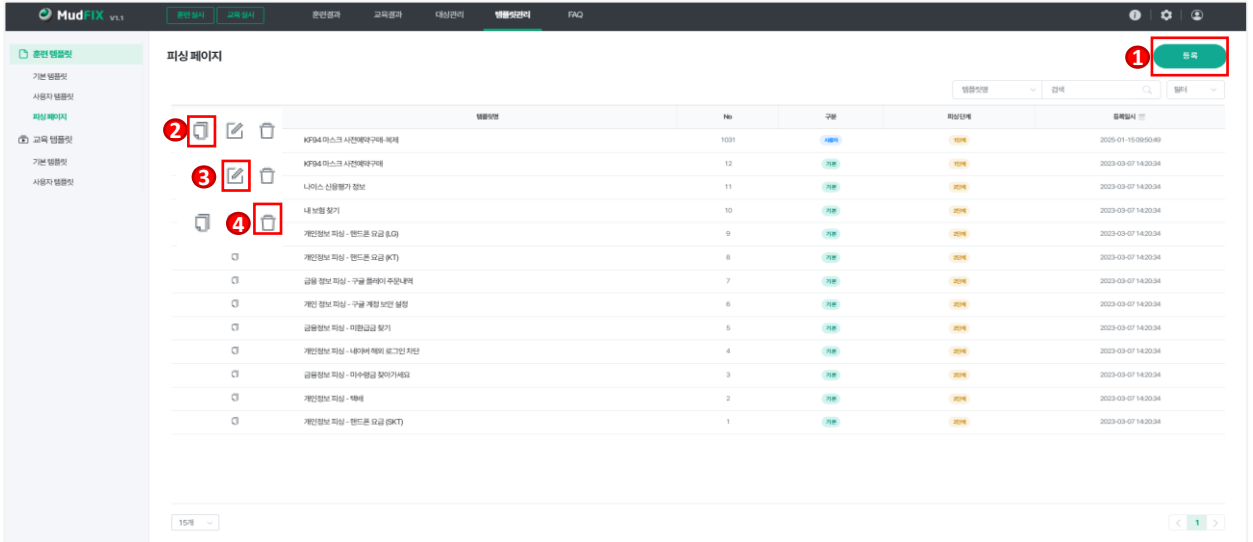 MudFIX V1.1 훈련실시 교육실시 훈련결과 교육결과 대상관리 템플릿관리 FAQ
훈련 템플릿
기본 템플릿
사용자 템플릿
피싱 페이지
교육 템플릿
기본 템플릿
사용자 템플릿
피싱 페이지
1 등록
템플릿명 검색 필터
템플릿명 No 구분 피싱단계 등록일시
2 KF94 마스크 사전예약구매-복제 1031 사용자 1단계 2025-01-15 09:50:49
KF94 마스크 사전예약구매 12 기본 1단계 2023-03-07 14:20:34
3 나이스 신용평가 정보 11 기본 2단계 2023-03-07 14:20:34
내 보험 찾기 10 기본 2단계 2023-03-07 14:20:34
4 개인정보 피싱 - 핸드폰 요금 (LG) 9 기본 2단계 2023-03-07 14:20:34
개인정보 피싱 - 핸드폰 요금 (KT) 8 기본 2단계 2023-03-07 14:20:34
금융 정보 피싱 - 구글 플레이 주문내역 7 기본 2단계 2023-03-07 14:20:34
개인 정보 피싱 - 구글 계정 보안 설정 6 기본 2단계 2023-03-07 14:20:34
금융정보 피싱 - 미환급금 찾기 5 기본 2단계 2023-03-07 14:20:34
개인정보 피싱 - 네이버 해외 로그인 차단 4 기본 2단계 2023-03-07 14:20:34
금융정보 피싱 - 미수령금 찾아가세요 3 기본 2단계 2023-03-07 14:20:34
개인정보 피싱 - 택배 2 기본 2단계 2023-03-07 14:20:34
개인정보 피싱 - 핸드폰 요금 (SKT) 1 기본 2단계 2023-03-07 14:20:34
15개 1